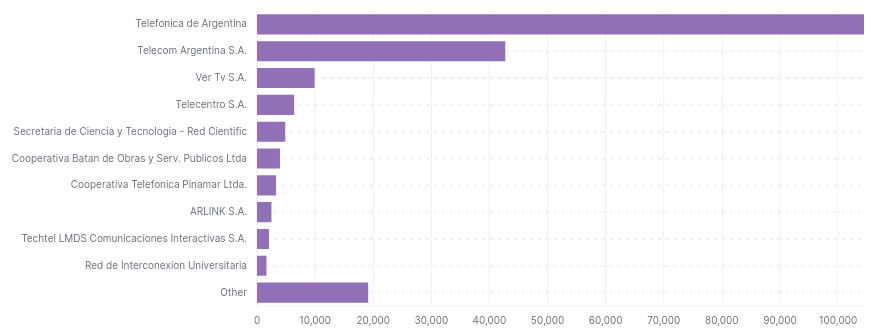 Telefonica de Argentina
Telecom Argentina S.A.
Ver Tv S.A.
Telecentro S.A.
Secretaria de Ciencia y Tecnologia - Red Cientific
Cooperativa Batan de Obras y Serv. Publicos Ltda
Cooperativa Telefonica Pinamar Ltda.
ARLINK S.A.
Techtel LMDS Comunicaciones Interactivas S.A.
Red de Interconexion Universitaria
Other
0 10,000 20,000 30,000 40,000 50,000 60,000 70,000 80,000 90,000 100,000